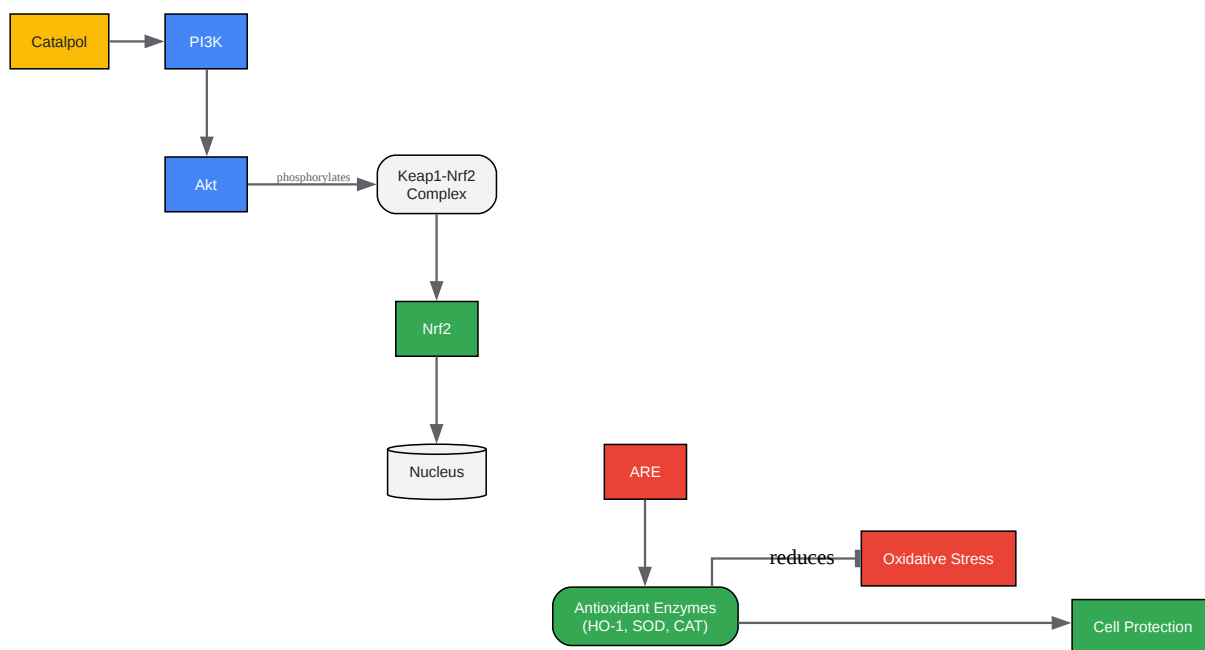 Catalpol
PI3K
Akt
phosphorylates
Keap1-Nrf2
Complex
Nrf2
Nucleus
ARE
reduces
Oxidative Stress
Antioxidant Enzymes
(HO-1, SOD, CAT)
Cell Protection